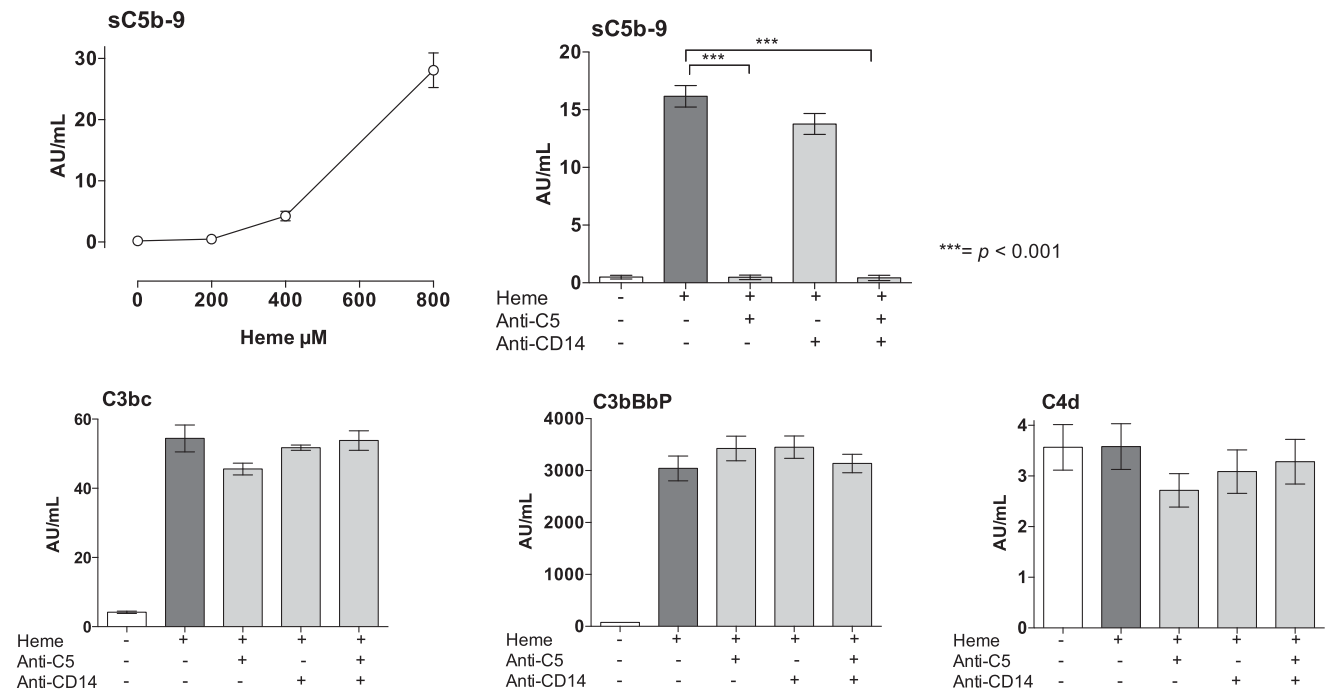 sC5b-9
AU/mL
30
20
10
0
0 200 400 600 800
Heme µM
sC5b-9
AU/mL
20
15
10
5
0
***
***
Heme - + + + +
Anti-C5 - - + - +
Anti-CD14 - - - + +
***= p < 0.001
C3bc
AU/mL
60
40
20
0
Heme - + + + +
Anti-C5 - - + - +
Anti-CD14 - - - + +
C3bBbP
AU/mL
4000
3000
2000
1000
0
Heme - + + + +
Anti-C5 - - + - +
Anti-CD14 - - - + +
C4d
AU/mL
4
3
2
1
0
Heme - + + + +
Anti-C5 - - + - +
Anti-CD14 - - - + +